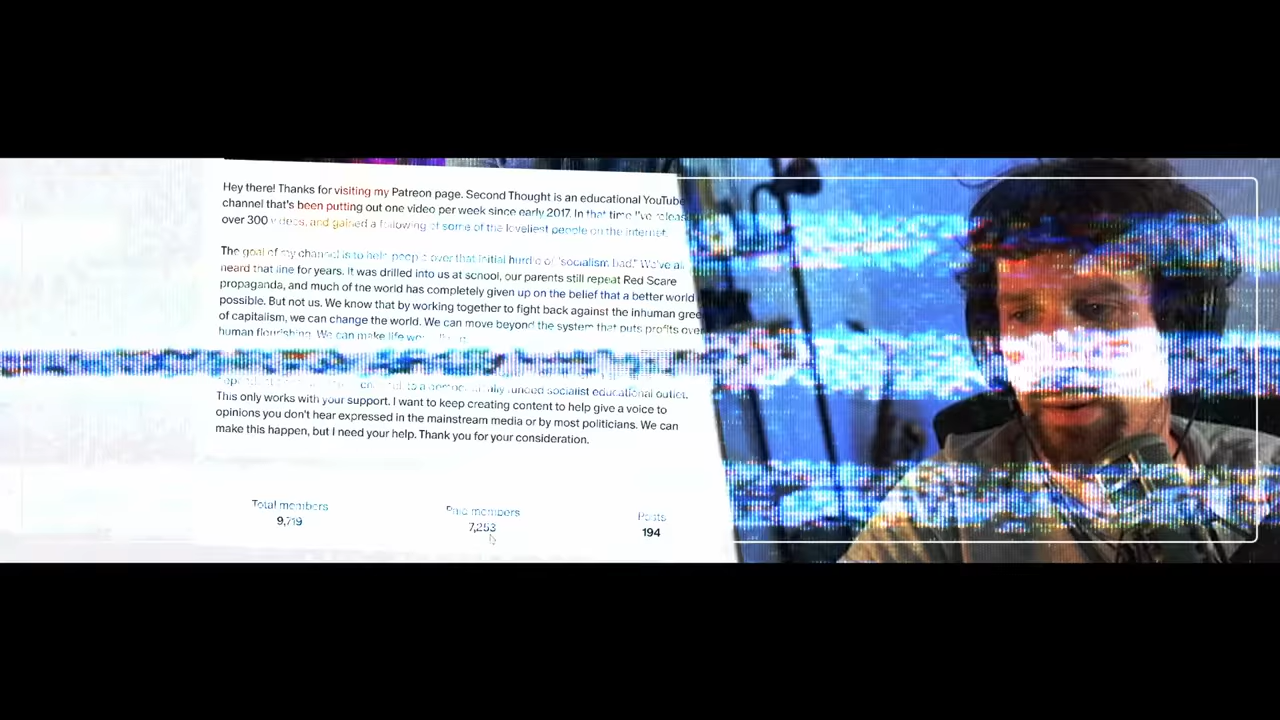 Hey there! Thanks for visiting my Patreon page. Second Thought is an educational YouTube
channel that's been putting out one video per week since early 2017. In that time I've releas
over 300 videos, and gained a following of some of the loveliest people on the internet.
The goal of my channel is to help people over that initial hurdle of "socialism bad." We've al
heard that line for years. It was drilled into us at school, our parents still repeat Red Scare
propaganda, and much of the world has completely given up on the belief that a better world
possible. But not us. We know that by working together to fight back against the inhuman gree
of capitalism, we can change the world. We can move beyond the system that puts profits over
human flourishing. We can make life
socialist educational outlet.
This only works with your support. I want to keep creating content to help give a voice to
opinions you don't hear expressed in the mainstream media or by most politicians. We can
make this happen, but I need your help. Thank you for your consideration.
Total members
Paid members
Posts
9,719
7,253
194